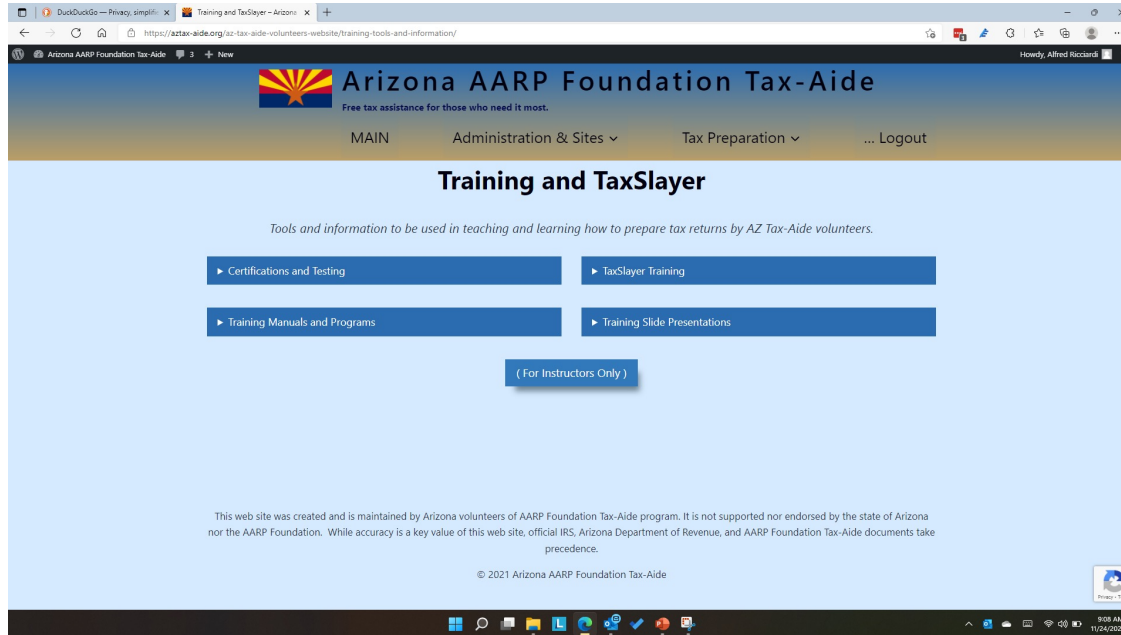 DuckDuckGo — Privacy, simplifie
Training and TaxSlayer – Arizona
https://aztax-aide.org/az-tax-aide-volunteers-website/training-tools-and-information/
Arizona AARP Foundation Tax-Aide 3 + New Howdy, Alfred Ricciardi
Arizona AARP Foundation Tax-Aide
Free tax assistance for those who need it most.
MAIN Administration & Sites Tax Preparation ... Logout
Training and TaxSlayer
Tools and information to be used in teaching and learning how to prepare tax returns by AZ Tax-Aide volunteers.
Certifications and Testing
TaxSlayer Training
Training Manuals and Programs
Training Slide Presentations
( For Instructors Only )
This web site was created and is maintained by Arizona volunteers of AARP Foundation Tax-Aide program. It is not supported nor endorsed by the state of Arizona
nor the AARP Foundation. While accuracy is a key value of this web site, official IRS, Arizona Department of Revenue, and AARP Foundation Tax-Aide documents take
precedence.
© 2021 Arizona AARP Foundation Tax-Aide
Privacy
L
9:08 AM